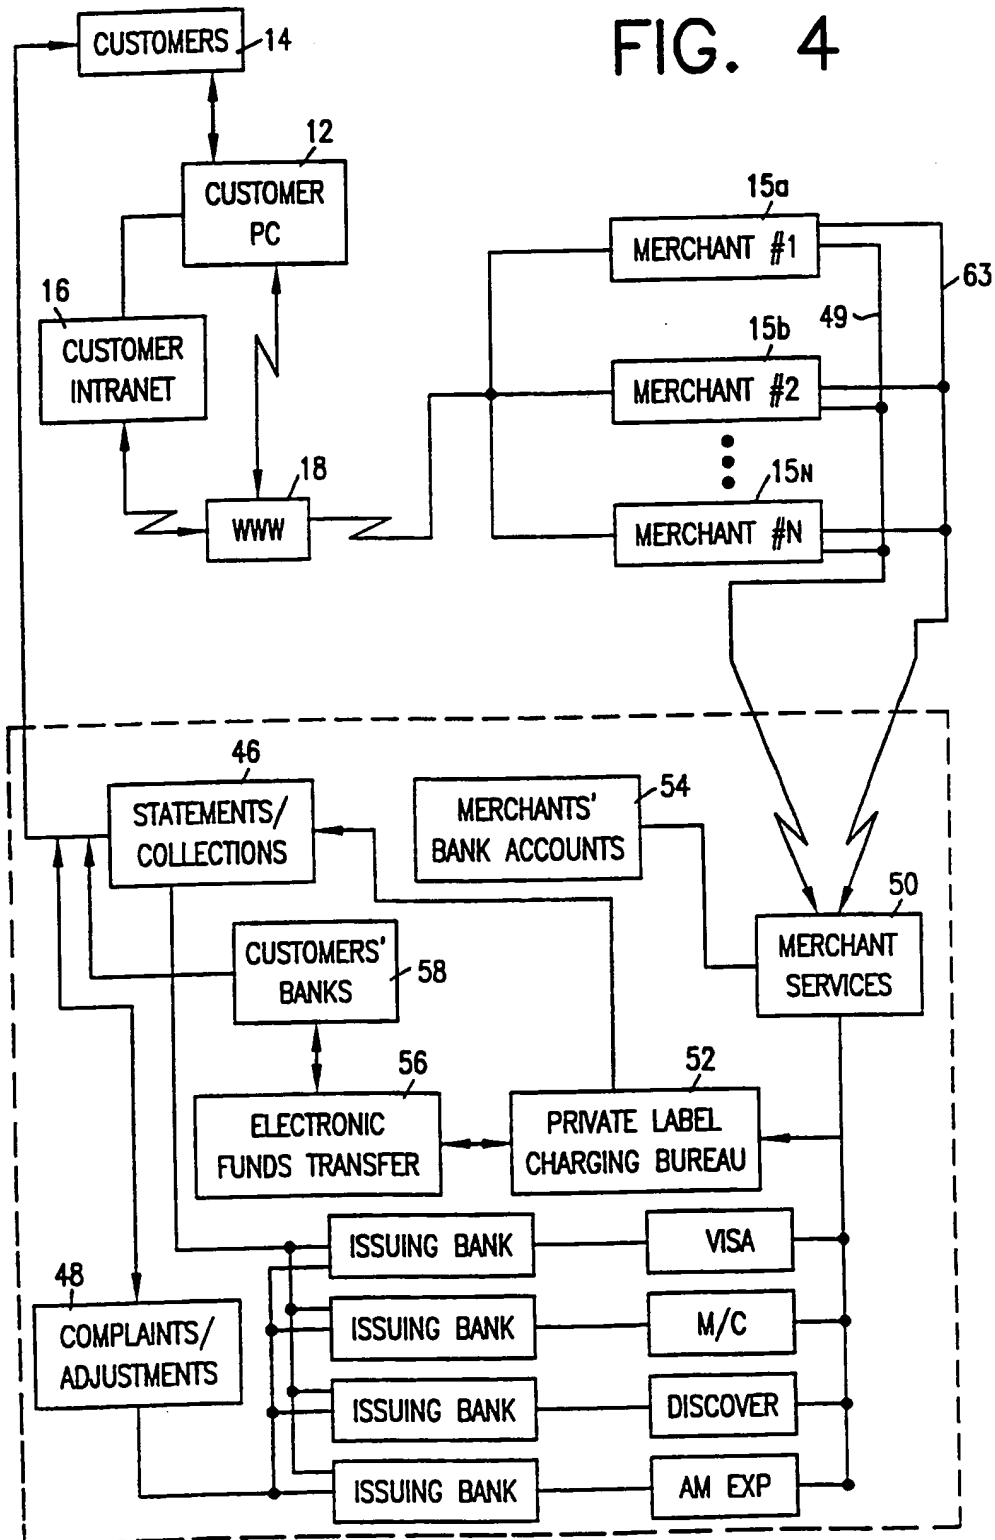 FIG. 4
CUSTOMERS
14
12
CUSTOMER
PC
16
CUSTOMER
INTRANET
18
WWW
15a
MERCHANT #1
63
49
15b
MERCHANT #2
15N
MERCHANT #N
46
STATEMENTS/
COLLECTIONS
MERCHANTS'
BANK ACCOUNTS
54
50
MERCHANT
SERVICES
CUSTOMERS'
BANKS
58
56
ELECTRONIC
FUNDS TRANSFER
52
PRIVATE LABEL
CHARGING BUREAU
ISSUING BANK
VISA
48
COMPLAINTS/
ADJUSTMENTS
ISSUING BANK
M/C
ISSUING BANK
DISCOVER
ISSUING BANK
AM EXP